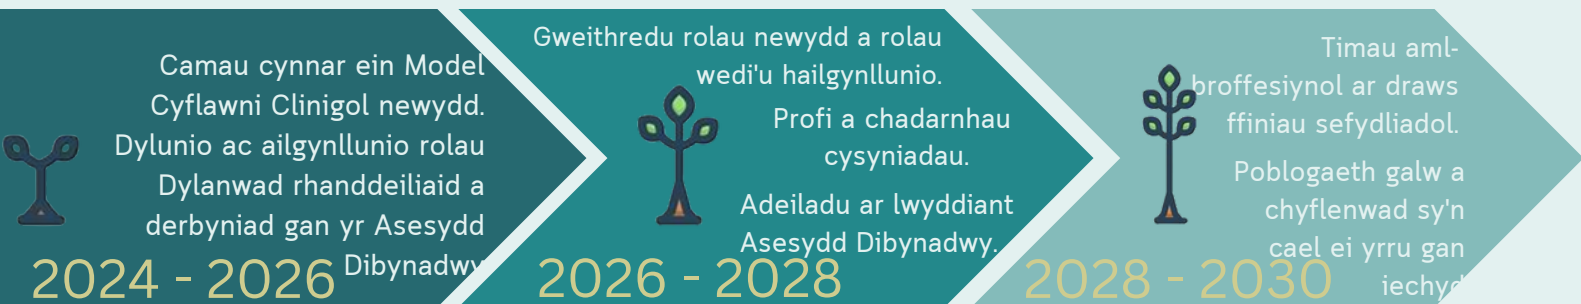 Camau cynnar ein Model
Cyflawni Clinigol newydd.
Dylunio ac ailgynllunio rolau
Dylanwad rhanddeiliaid a
derbyniad gan yr Asesydd
Dibynadwy
2024 - 2026
Gweithredu rolau newydd a rolau
wedi'u hailgynllunio.
Profi a chadarnhau
cysyniadau.
Adeiladu ar lwyddiant
Asesydd Dibynadwy.
2026 - 2028
Timau aml-
broffesiynol ar draws
ffiniau sefydliadol.
Poblogaeth galw a
chyflenwad sy'n
cael ei yrru gan
iechyd
2028 - 2030